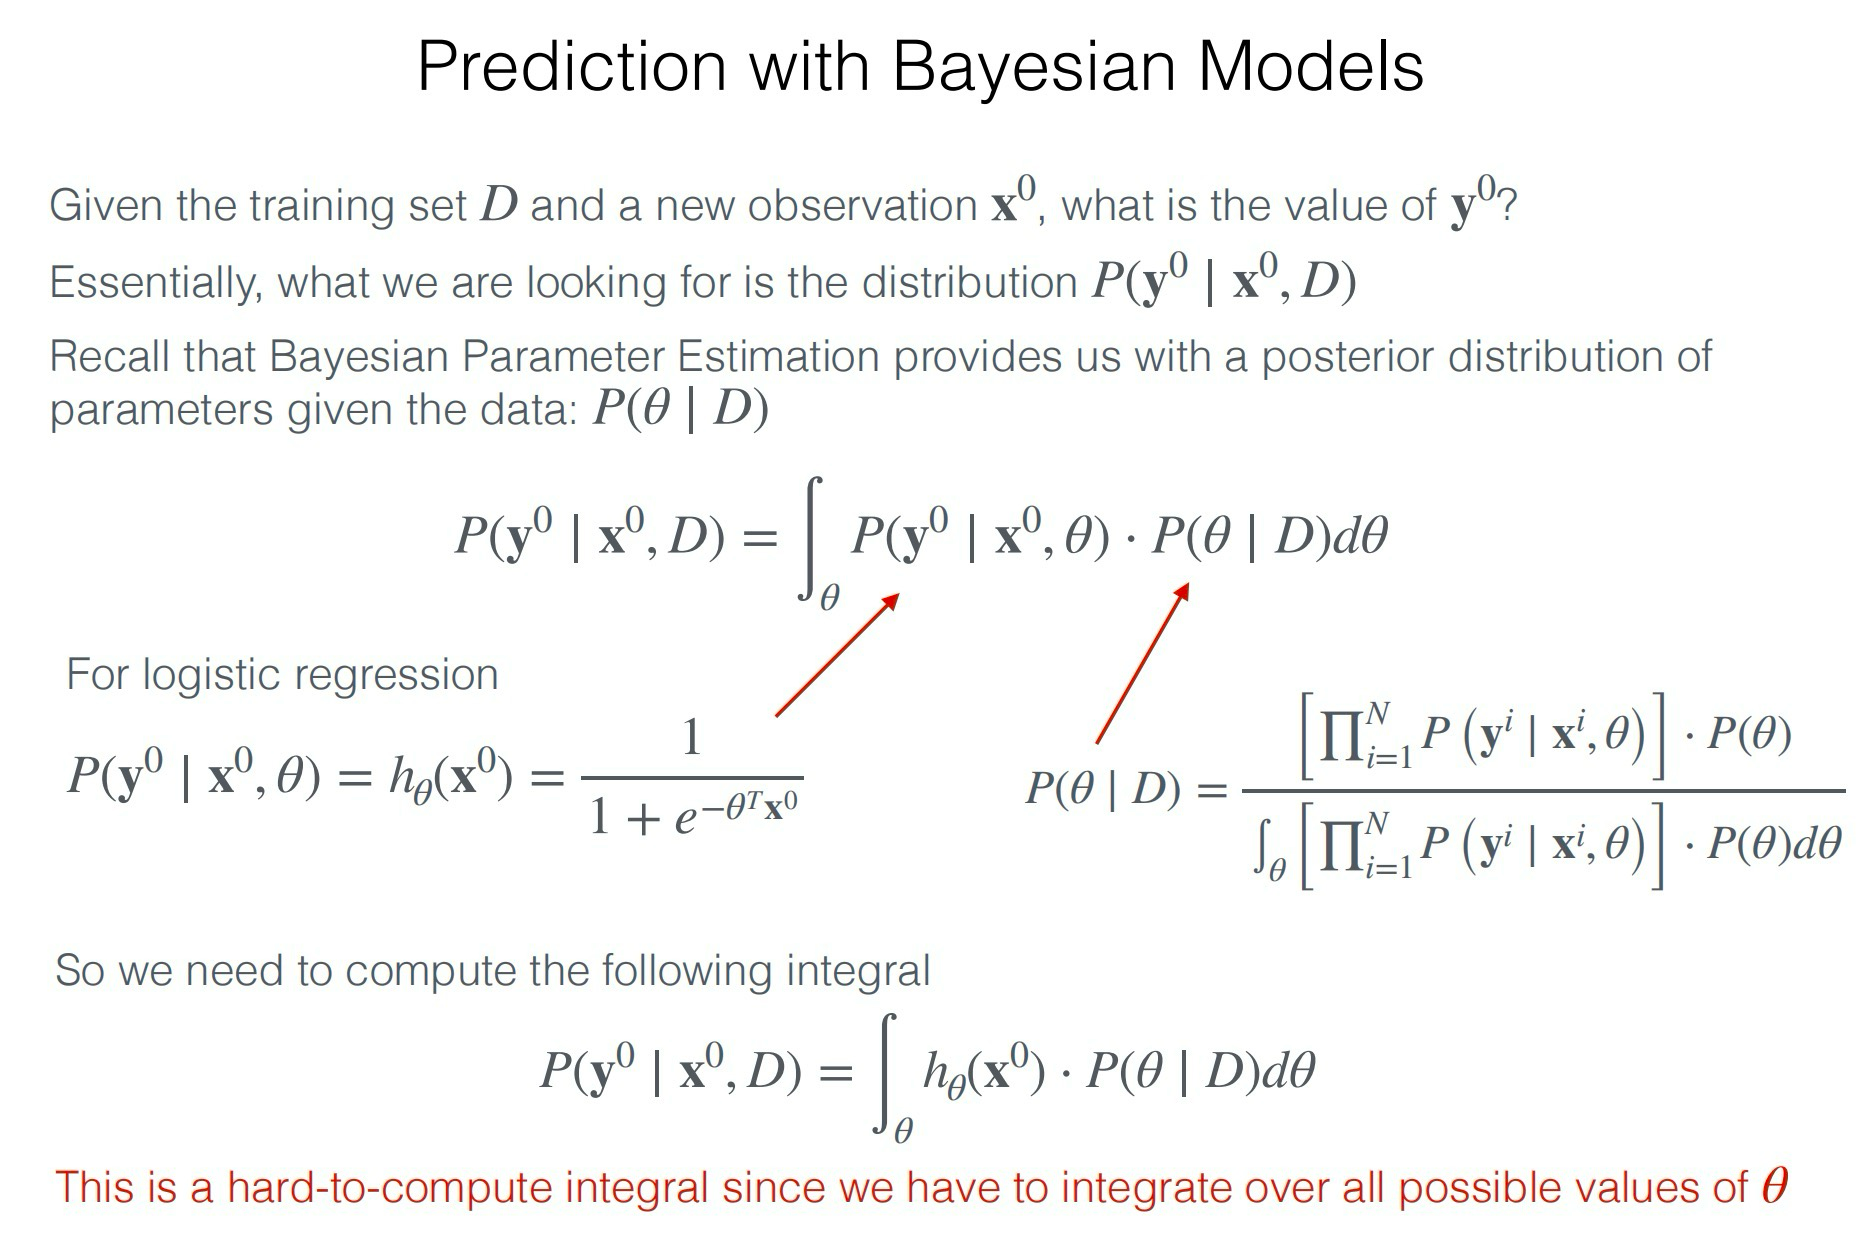 Prediction with Bayesian Models
Given the training set D and a new observation x⁰, what is the value of y⁰?
Essentially, what we are looking for is the distribution P(y⁰ | x⁰, D)
Recall that Bayesian Parameter Estimation provides us with a posterior distribution of
parameters given the data: P(θ | D)
P(y⁰ | x⁰, D) = ∫_θ P(y⁰ | x⁰, θ) · P(θ | D)dθ
For logistic regression
P(y⁰ | x⁰, θ) = h_θ(x⁰) = 1 / (1 + e^{−θ^T x⁰})
P(θ | D) = [∏_{i=1}^N P (y^i | x^i, θ)] · P(θ) / ∫_θ [∏_{i=1}^N P (y^i | x^i, θ)] · P(θ)dθ
So we need to compute the following integral
P(y⁰ | x⁰, D) = ∫_θ h_θ(x⁰) · P(θ | D)dθ
This is a hard-to-compute integral since we have to integrate over all possible values of θ